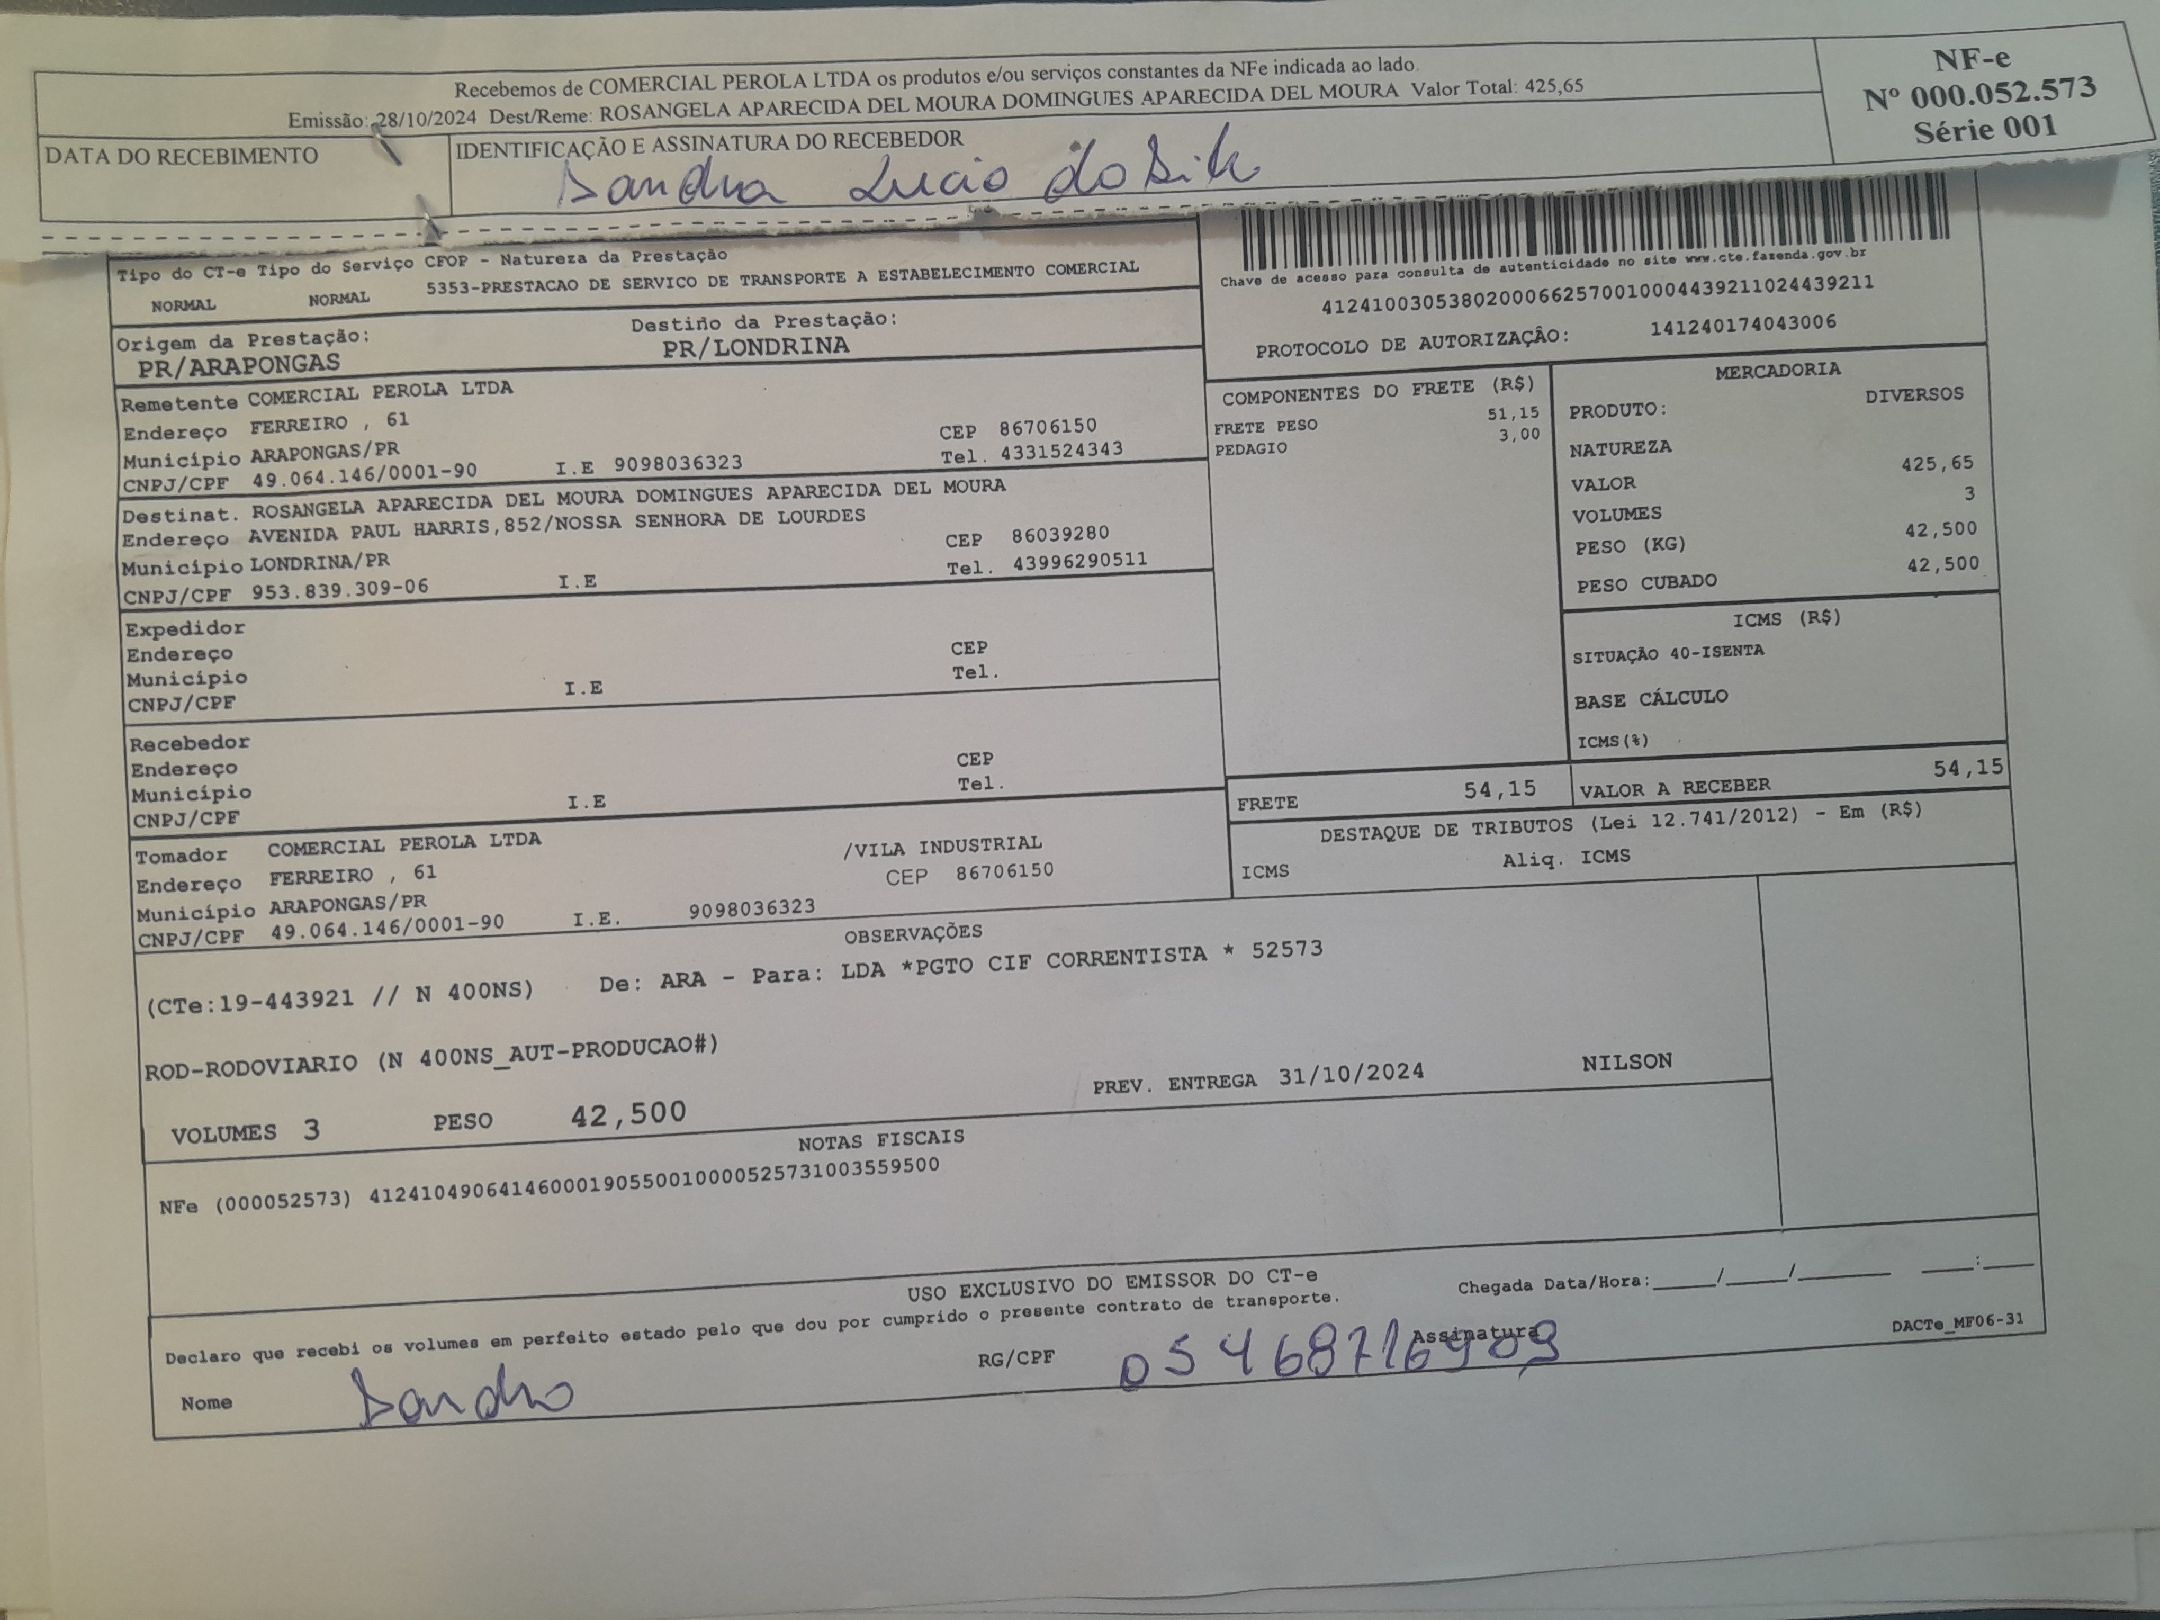 Recebemos de COMERCIAL PEROLA LTDA os produtos e/ou serviços constantes da NFe indicada ao lado.
Emissão: 28/10/2024 Dest/Reme: ROSANGELA APARECIDA DEL MOURA DOMINGUES APARECIDA DEL MOURA Valor Total: 425,65
NF-e
Nº 000.052.573
Série 001
DATA DO RECEBIMENTO
IDENTIFICAÇÃO E ASSINATURA DO RECEBEDOR
Sandra Lucio do Silv
Tipo do CT-e Tipo do Serviço CFOP - Natureza da Prestação
NORMAL NORMAL 5353-PRESTACAO DE SERVICO DE TRANSPORTE A ESTABELECIMENTO COMERCIAL
Chave de acesso para consulta de autenticidade no site www.cte.fazenda.gov.br
41241003053802000662570010004439211024439211
PROTOCOLO DE AUTORIZAÇÂO: 141240174043006
Origem da Prestação: Destino da Prestação:
PR/ARAPONGAS PR/LONDRINA
Remetente COMERCIAL PEROLA LTDA
Endereço FERREIRO , 61 CEP 86706150
Município ARAPONGAS/PR Tel. 4331524343
CNPJ/CPF 49.064.146/0001-90 I.E 9098036323
Destinat. ROSANGELA APARECIDA DEL MOURA DOMINGUES APARECIDA DEL MOURA
Endereço AVENIDA PAUL HARRIS,852/NOSSA SENHORA DE LOURDES CEP 86039280
Município LONDRINA/PR Tel. 43996290511
CNPJ/CPF 953.839.309-06 I.E
Expedidor
Endereço CEP
Município Tel.
CNPJ/CPF I.E
Recebedor
Endereço CEP
Município Tel.
CNPJ/CPF I.E
Tomador COMERCIAL PEROLA LTDA /VILA INDUSTRIAL
Endereço FERREIRO , 61 CEP 86706150
Município ARAPONGAS/PR
CNPJ/CPF 49.064.146/0001-90 I.E. 9098036323
COMPONENTES DO FRETE (R$)
FRETE PESO 51,15
PEDAGIO 3,00
MERCADORIA
PRODUTO: DIVERSOS
NATUREZA
VALOR 425,65
VOLUMES 3
PESO (KG) 42,500
PESO CUBADO 42,500
ICMS (R$)
SITUAÇÃO 40-ISENTA
BASE CÁLCULO
ICMS(%)
FRETE 54,15 VALOR A RECEBER 54,15
DESTAQUE DE TRIBUTOS (Lei 12.741/2012) - Em (R$)
ICMS Aliq. ICMS
OBSERVAÇÕES
(CTe:19-443921 // N 400NS) De: ARA - Para: LDA *PGTO CIF CORRENTISTA * 52573
ROD-RODOVIARIO (N 400NS_AUT-PRODUCAO#)
PREV. ENTREGA 31/10/2024 NILSON
VOLUMES 3 PESO 42,500
NOTAS FISCAIS
NFe (000052573) 41241049064146000190550010000525731003559500
USO EXCLUSIVO DO EMISSOR DO CT-e
Declaro que recebi os volumes em perfeito estado pelo que dou por cumprido o presente contrato de transporte.
Chegada Data/Hora:____/____/______ ___:___
Nome Sandro RG/CPF 05468716909 Assinatura
DACTe_MF06-31